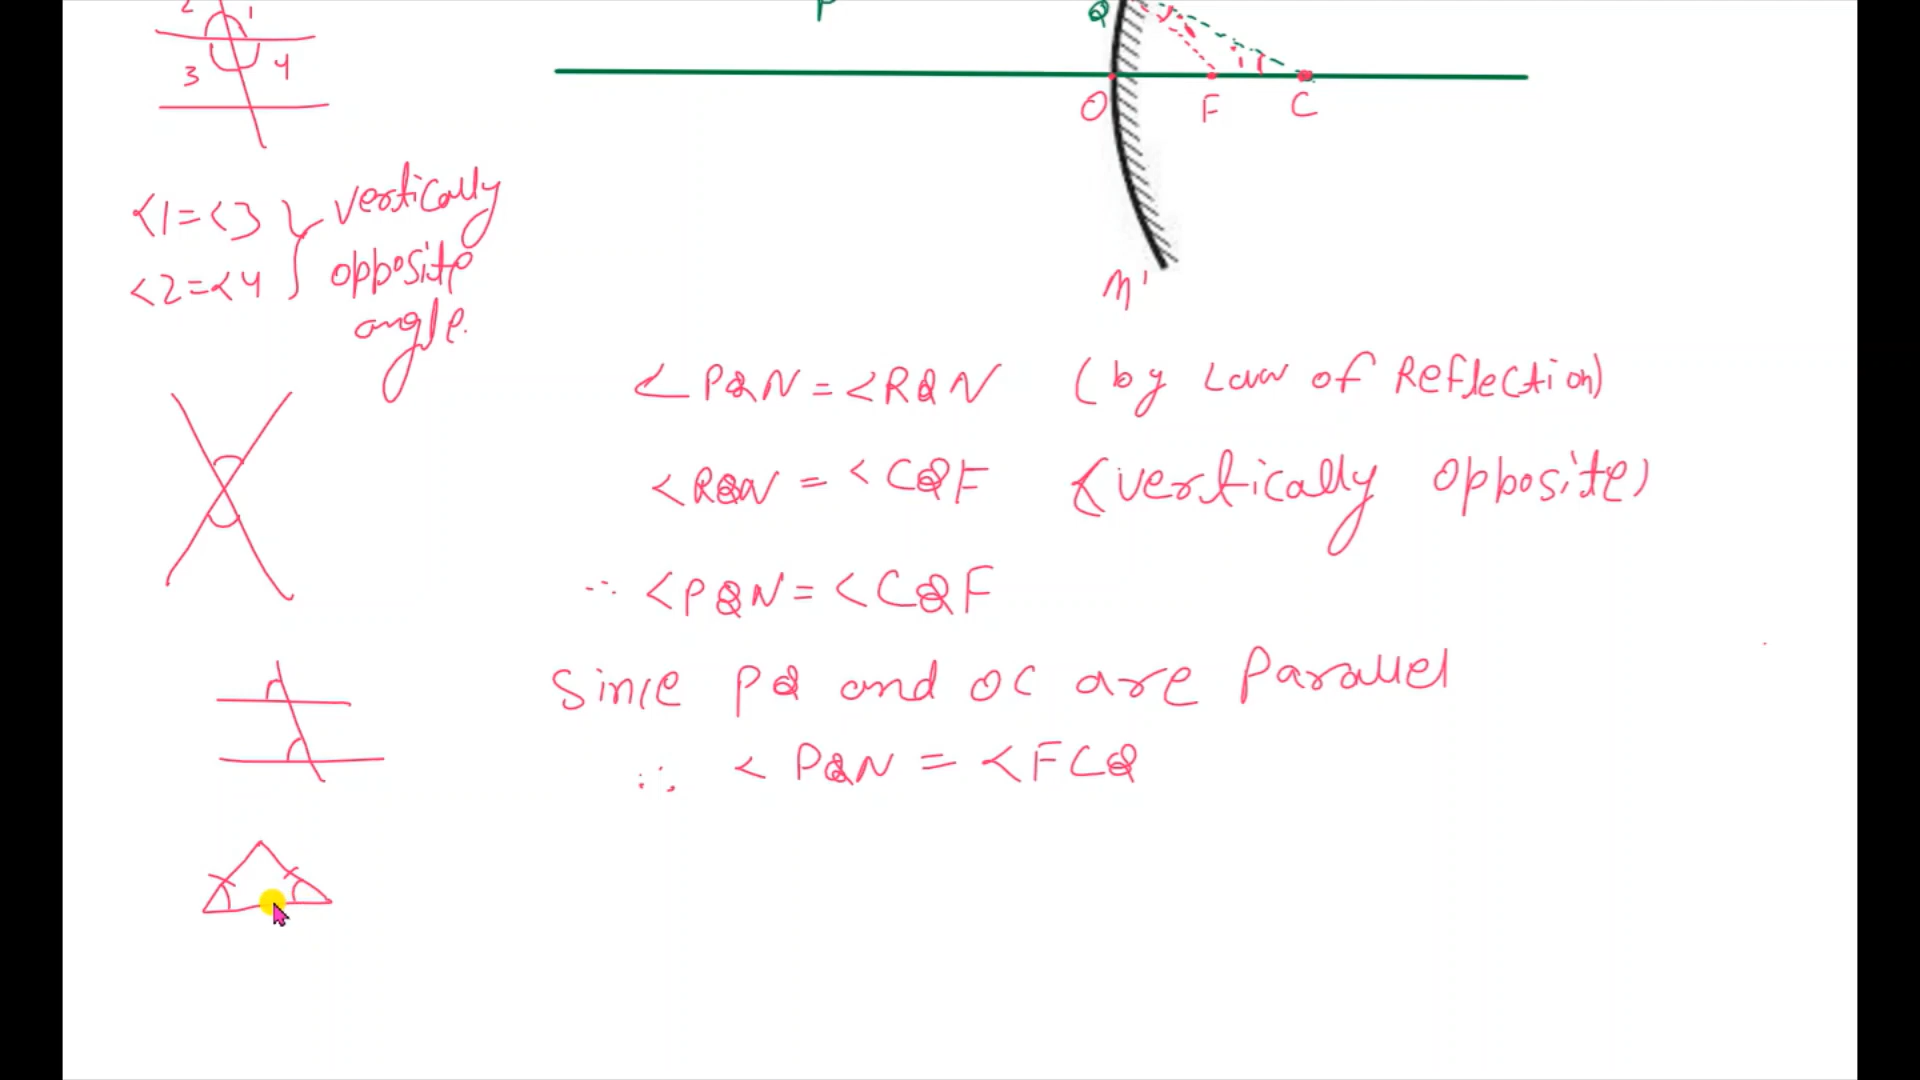 2 1
3 4
P Q
O F C
M'
<1=<3 } vertically
<2=<4 opposite
angle.
<PQN = <RQN (by Law of Reflection)
<RQN = <CQF (vertically opposite)
∴ <PQN = <CQF
Since PQ and OC are Parallel
∴ <PQN = <FCQ